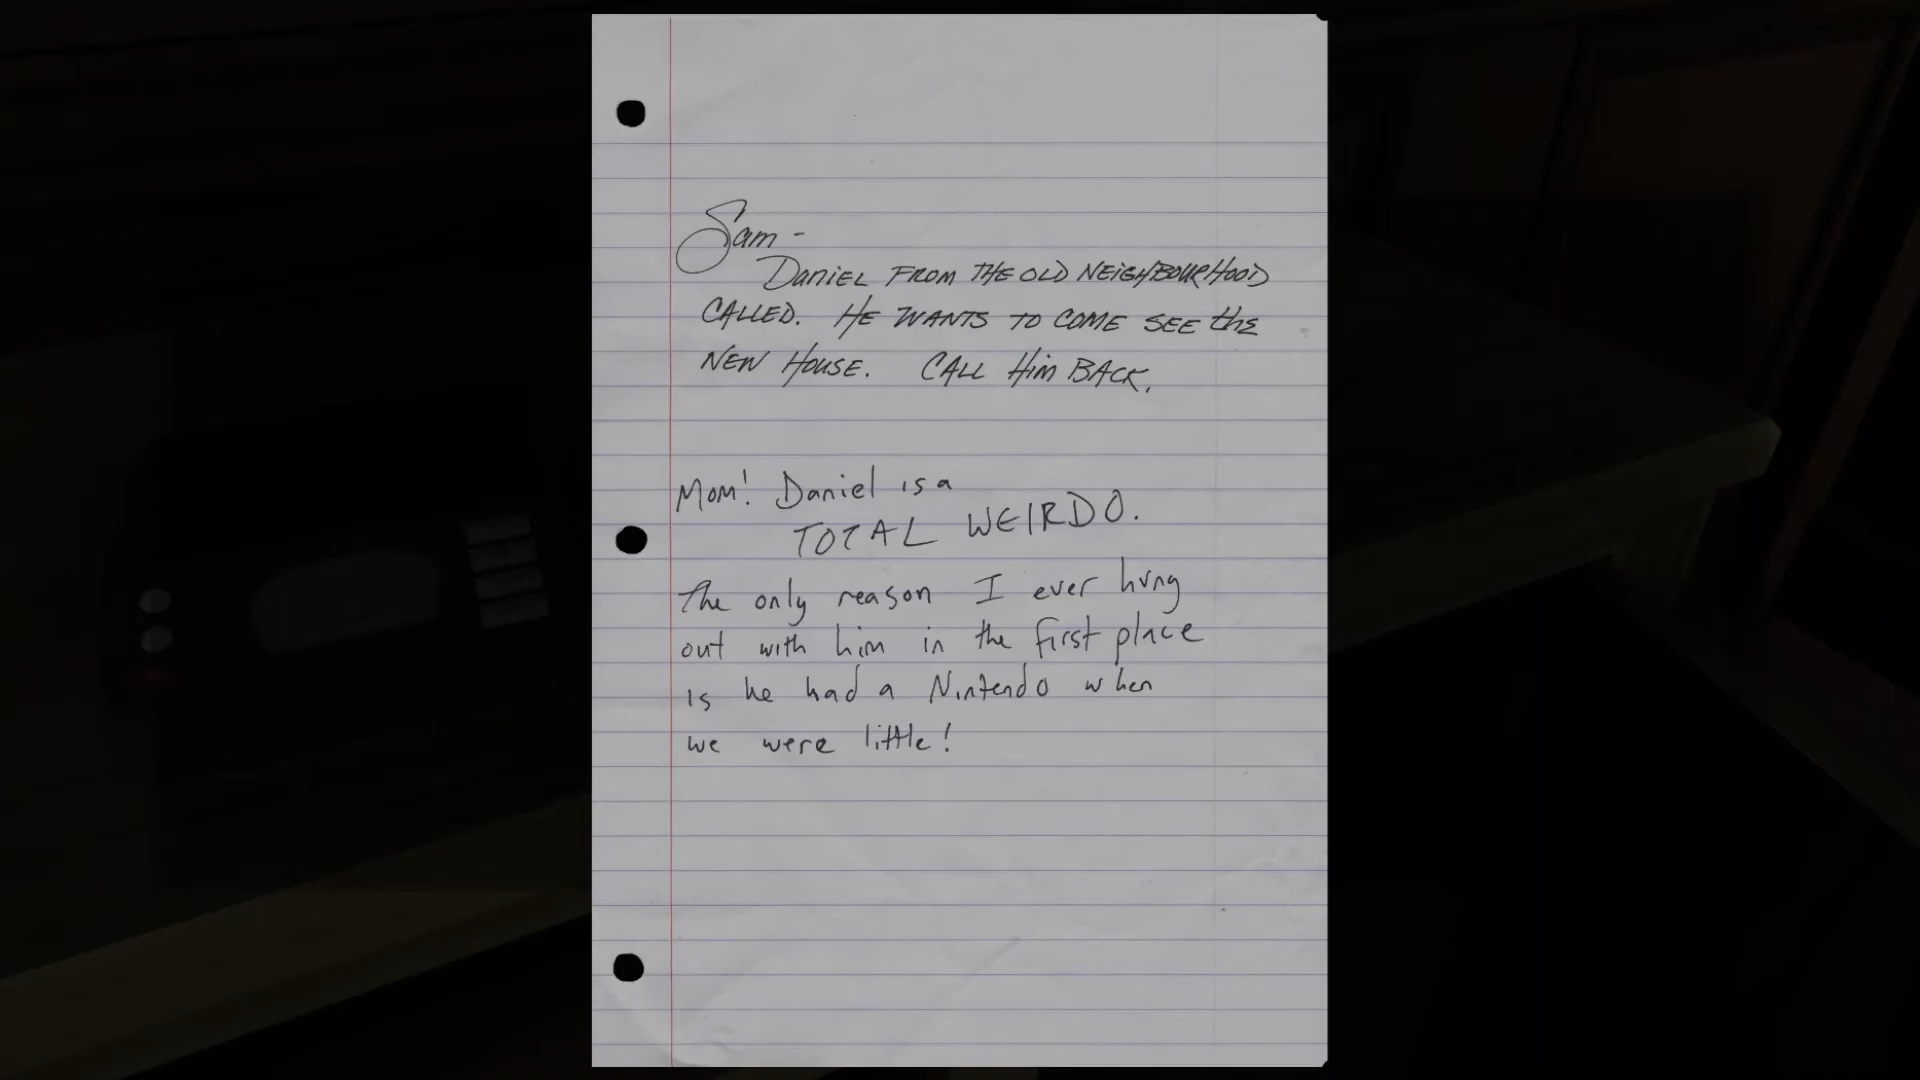 Sam -
DANIEL FROM THE OLD NEIGHBOURHOOD
CALLED. HE WANTS TO COME SEE the
NEW HOUSE. CALL HIM BACK.
Mom! Daniel is a
TOTAL WEIRDO.
The only reason I ever hung
out with him in the first place
is he had a Nintendo when
we were little!